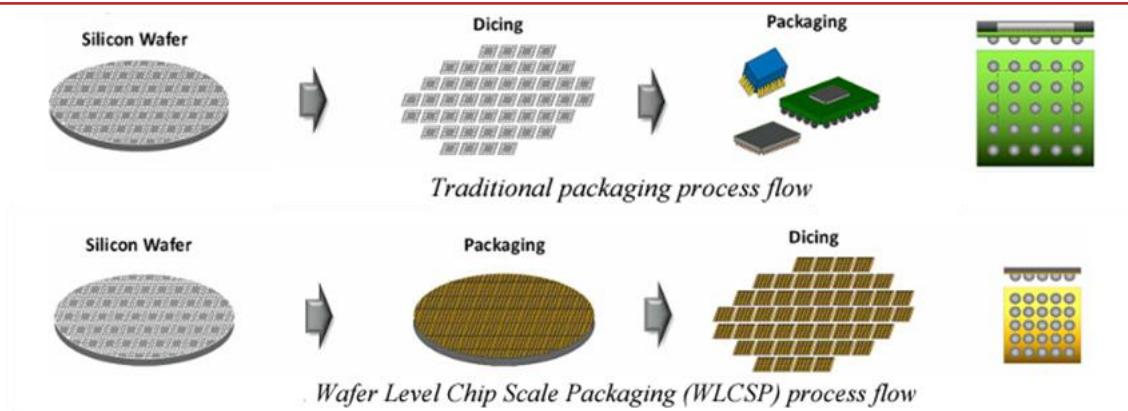 Silicon Wafer
Dicing
Packaging
Traditional packaging process flow
Silicon Wafer
Packaging
Dicing
Wafer Level Chip Scale Packaging (WLCSP) process flow